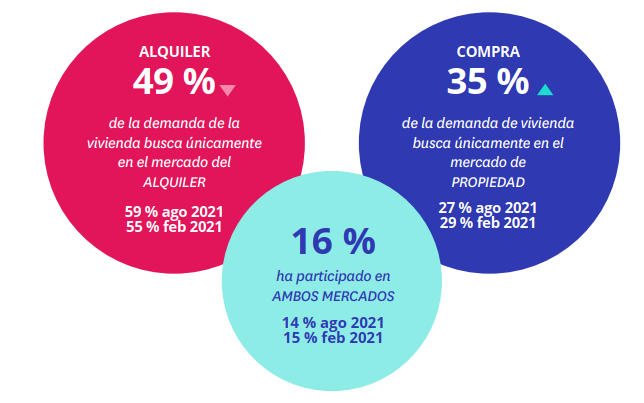 ALQUILER
49 %
de la demanda de la
vivienda busca únicamente
en el mercado del
ALQUILER
59 % ago 2021
55 % feb 2021
COMPRA
35 %
de la demanda de vivienda
busca únicamente en el
mercado de
PROPIEDAD
27 % ago 2021
29 % feb 2021
16 %
ha participado en
AMBOS MERCADOS
14 % ago 2021
15 % feb 2021